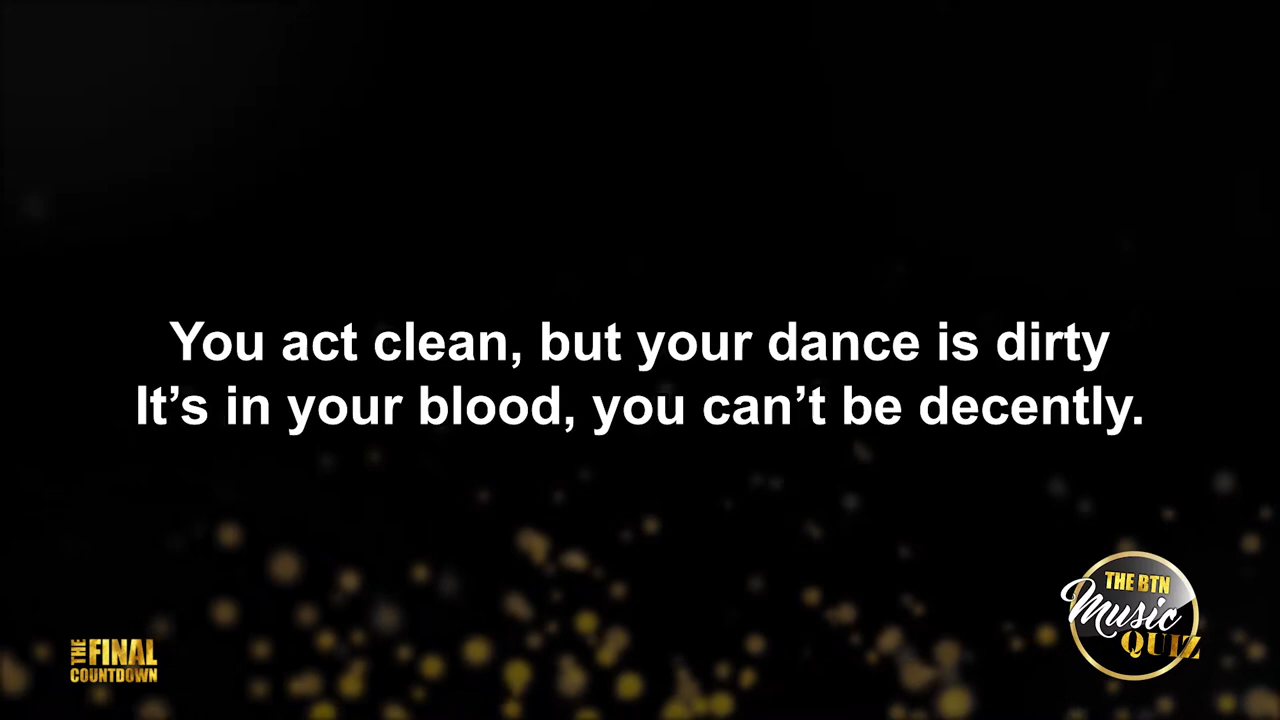 You act clean, but your dance is dirty
It’s in your blood, you can’t be decently.
THE BTN
Music
QUIZ
THE FINAL
COUNTDOWN